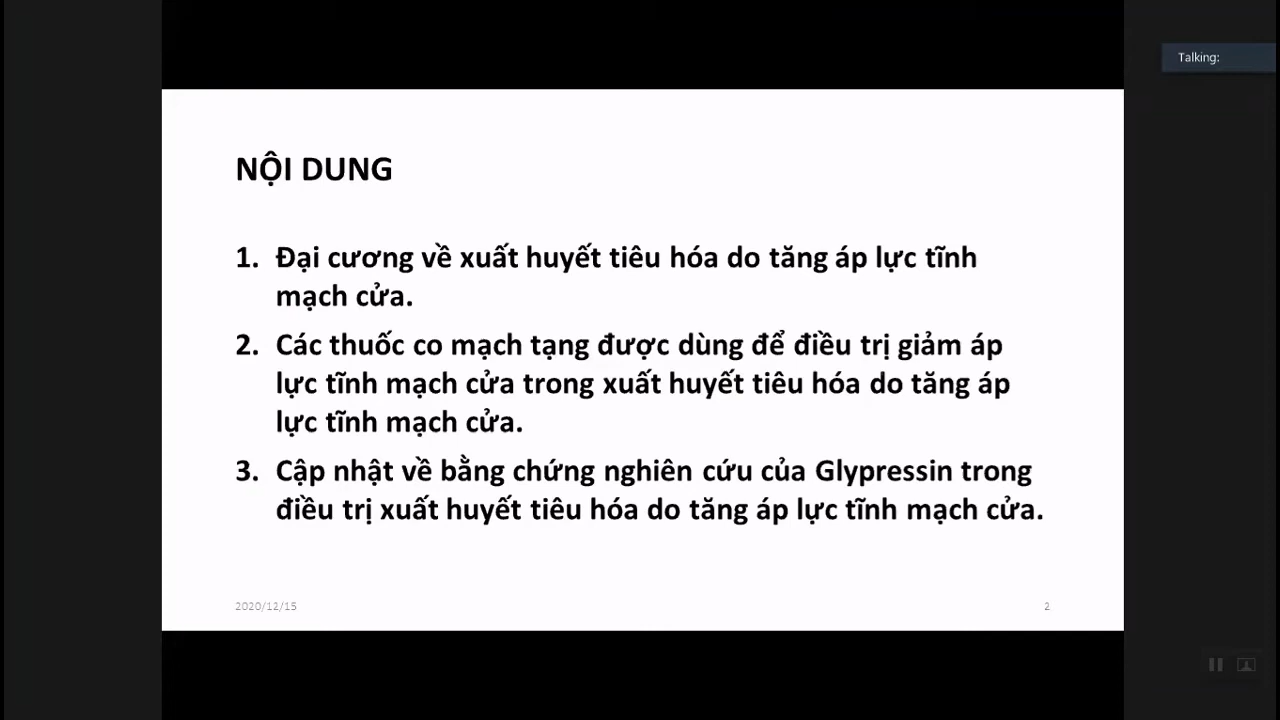 Talking:
NỘI DUNG
1. Đại cương về xuất huyết tiêu hóa do tăng áp lực tĩnh
mạch cửa.
2. Các thuốc co mạch tạng được dùng để điều trị giảm áp
lực tĩnh mạch cửa trong xuất huyết tiêu hóa do tăng áp
lực tĩnh mạch cửa.
3. Cập nhật về bằng chứng nghiên cứu của Glypressin trong
điều trị xuất huyết tiêu hóa do tăng áp lực tĩnh mạch cửa.
2020/12/15
2